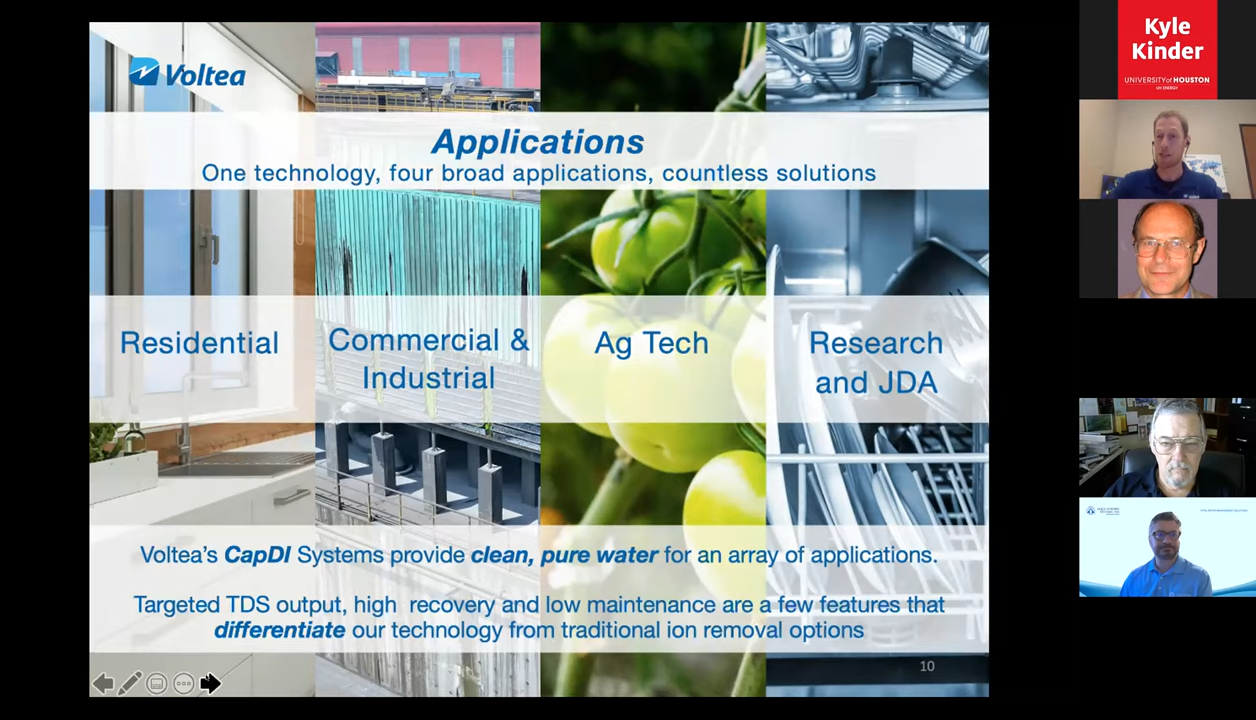 Voltea
Applications
One technology, four broad applications, countless solutions
Residential
Commercial &
Industrial
Ag Tech
Research
and JDA
Voltea's CapDI Systems provide clean, pure water for an array of applications.
Targeted TDS output, high recovery and low maintenance are a few features that
differentiate our technology from traditional ion removal options
10
Kyle
Kinder
UNIVERSITY of HOUSTON
UH ENERGY